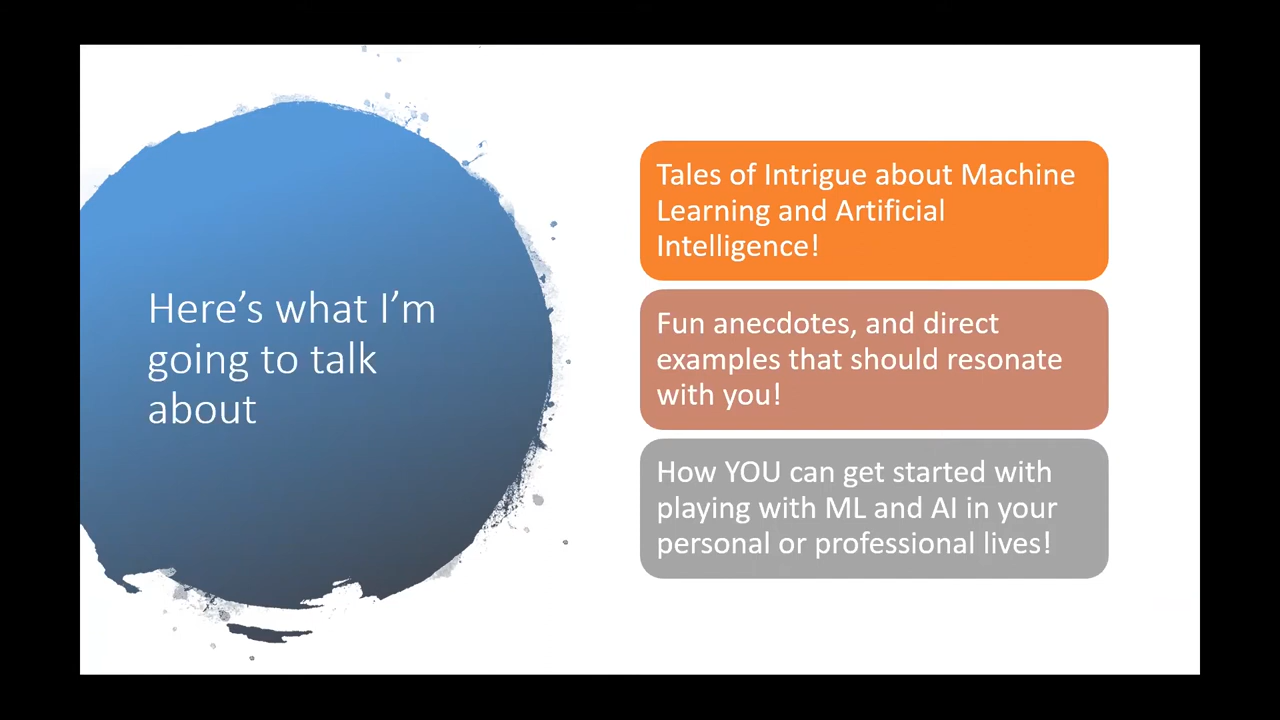 Here’s what I’m
going to talk
about
Tales of Intrigue about Machine
Learning and Artificial
Intelligence!
Fun anecdotes, and direct
examples that should resonate
with you!
How YOU can get started with
playing with ML and AI in your
personal or professional lives!